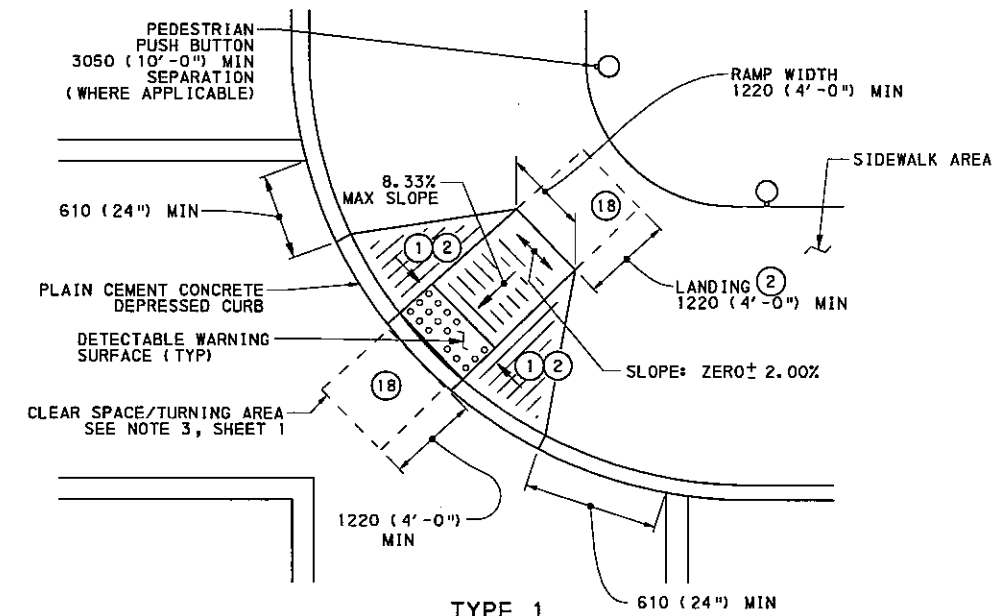 PEDESTRIAN
PUSH BUTTON
3050 (10'-0") MIN
SEPARATION
(WHERE APPLICABLE)
RAMP WIDTH
1220 (4'-0") MIN
SIDEWALK AREA
8.33%
MAX SLOPE
18
610 (24") MIN
1 2
PLAIN CEMENT CONCRETE
DEPRESSED CURB
LANDING 2
1220 (4'-0") MIN
DETECTABLE WARNING
SURFACE (TYP)
1 2
SLOPE: ZERO± 2.00%
18
CLEAR SPACE/TURNING AREA
SEE NOTE 3, SHEET 1
1220 (4'-0")
MIN
610 (24") MIN
TYPE 1